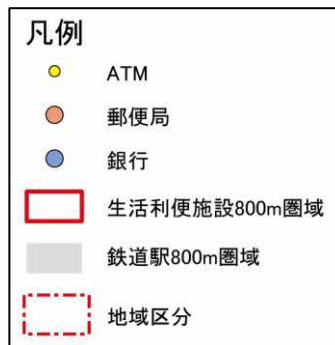 凡例
ATM
郵便局
銀行
生活利便施設800m圏域
鉄道駅800m圏域
地域区分